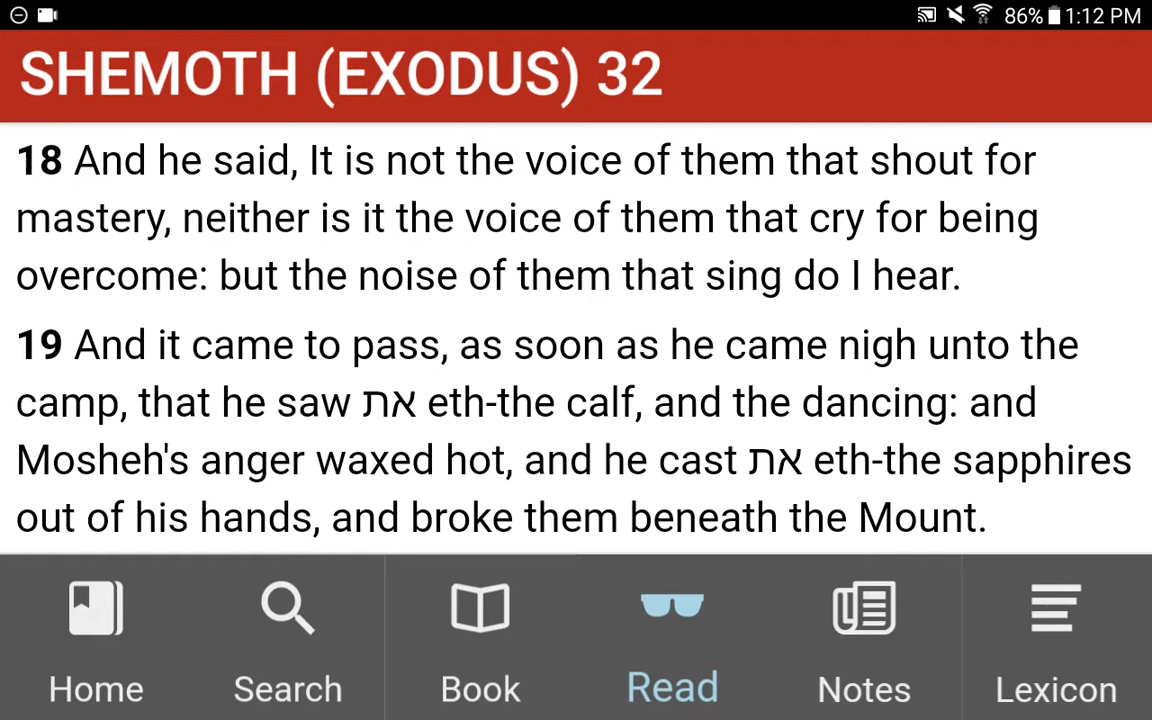 86% 1:12 PM
SHEMOTH (EXODUS) 32
18 And he said, It is not the voice of them that shout for
mastery, neither is it the voice of them that cry for being
overcome: but the noise of them that sing do I hear.
19 And it came to pass, as soon as he came nigh unto the
camp, that he saw את eth-the calf, and the dancing: and
Mosheh's anger waxed hot, and he cast את eth-the sapphires
out of his hands, and broke them beneath the Mount.
Home Search Book Read Notes Lexicon